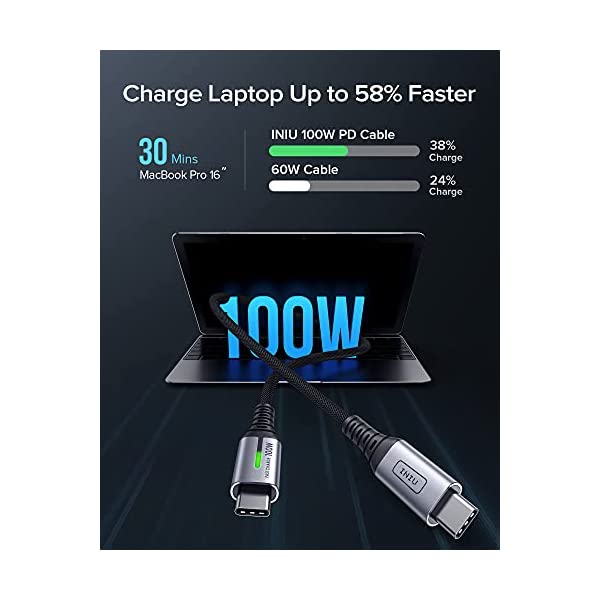 Charge Laptop Up to 58% Faster
30 Mins
MacBook Pro 16"
INIU 100W PD Cable
38%
Charge
60W Cable
24%
Charge
100W
100W
INIU